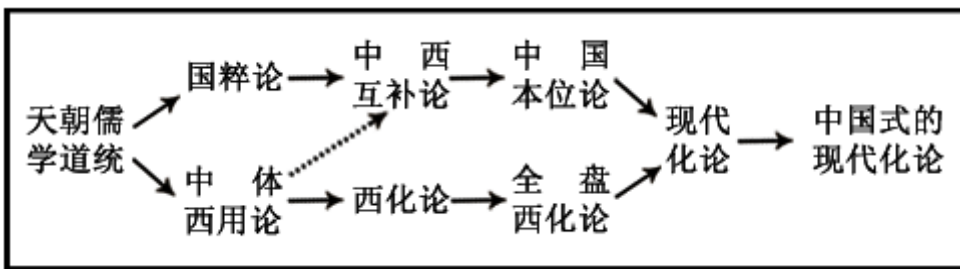 天朝儒
学道统
国粹论
中体
西用论
中西
互补论
西化论
中国
本位论
全盘
西化论
现代
化论
中国式的
现代化论